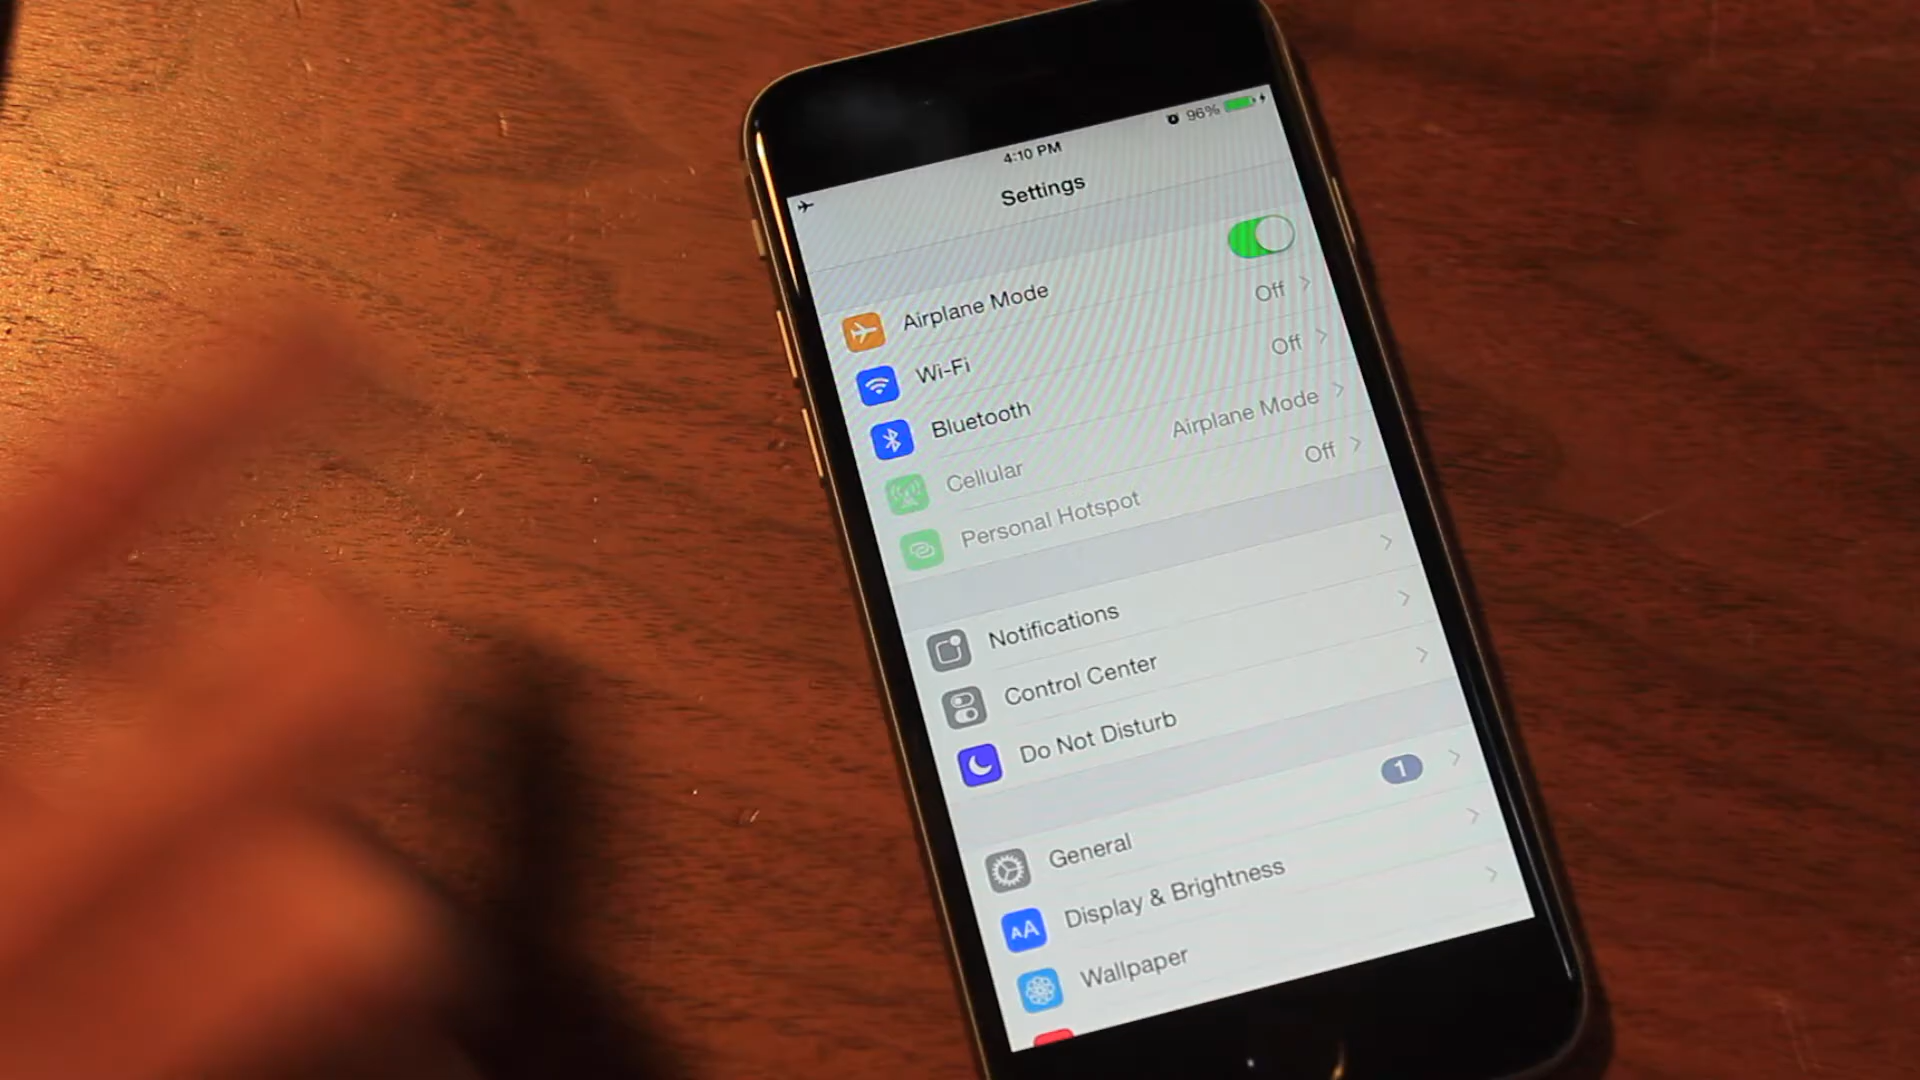 4:10 PM
96%
Settings
Airplane Mode
Wi-Fi Off
Bluetooth Off
Cellular Airplane Mode
Personal Hotspot Off
Notifications
Control Center
Do Not Disturb
General 1
AA Display & Brightness
Wallpaper